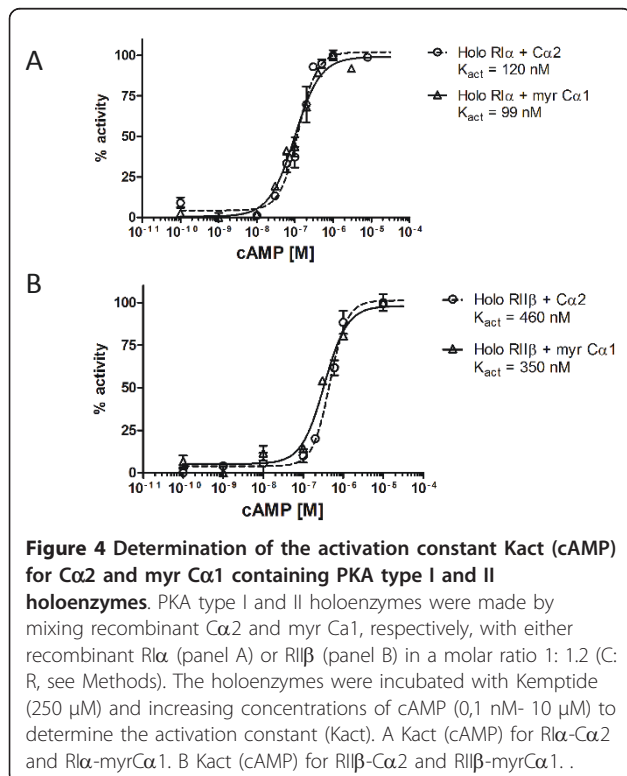 A
100
75
50
25
0
% activity
10⁻¹¹ 10⁻¹⁰ 10⁻⁹ 10⁻⁸ 10⁻⁷ 10⁻⁶ 10⁻⁵ 10⁻⁴
cAMP [M]
Holo RIα + Cα2
Kact = 120 nM
Holo RIα + myr Cα1
Kact = 99 nM
B
100
75
50
25
0
% activity
10⁻¹¹ 10⁻¹⁰ 10⁻⁹ 10⁻⁸ 10⁻⁷ 10⁻⁶ 10⁻⁵ 10⁻⁴
cAMP [M]
Holo RIIβ + Cα2
Kact = 460 nM
Holo RIIβ + myr Cα1
Kact = 350 nM
Figure 4 Determination of the activation constant Kact (cAMP)
for Cα2 and myr Cα1 containing PKA type I and II
holoenzymes. PKA type I and II holoenzymes were made by
mixing recombinant Cα2 and myr Ca1, respectively, with either
recombinant RIα (panel A) or RIIβ (panel B) in a molar ratio 1: 1.2 (C:
R, see Methods). The holoenzymes were incubated with Kemptide
(250 μM) and increasing concentrations of cAMP (0,1 nM- 10 μM) to
determine the activation constant (Kact). A Kact (cAMP) for RIα-Cα2
and RIα-myrCα1. B Kact (cAMP) for RIIβ-Cα2 and RIIβ-myrCα1. .